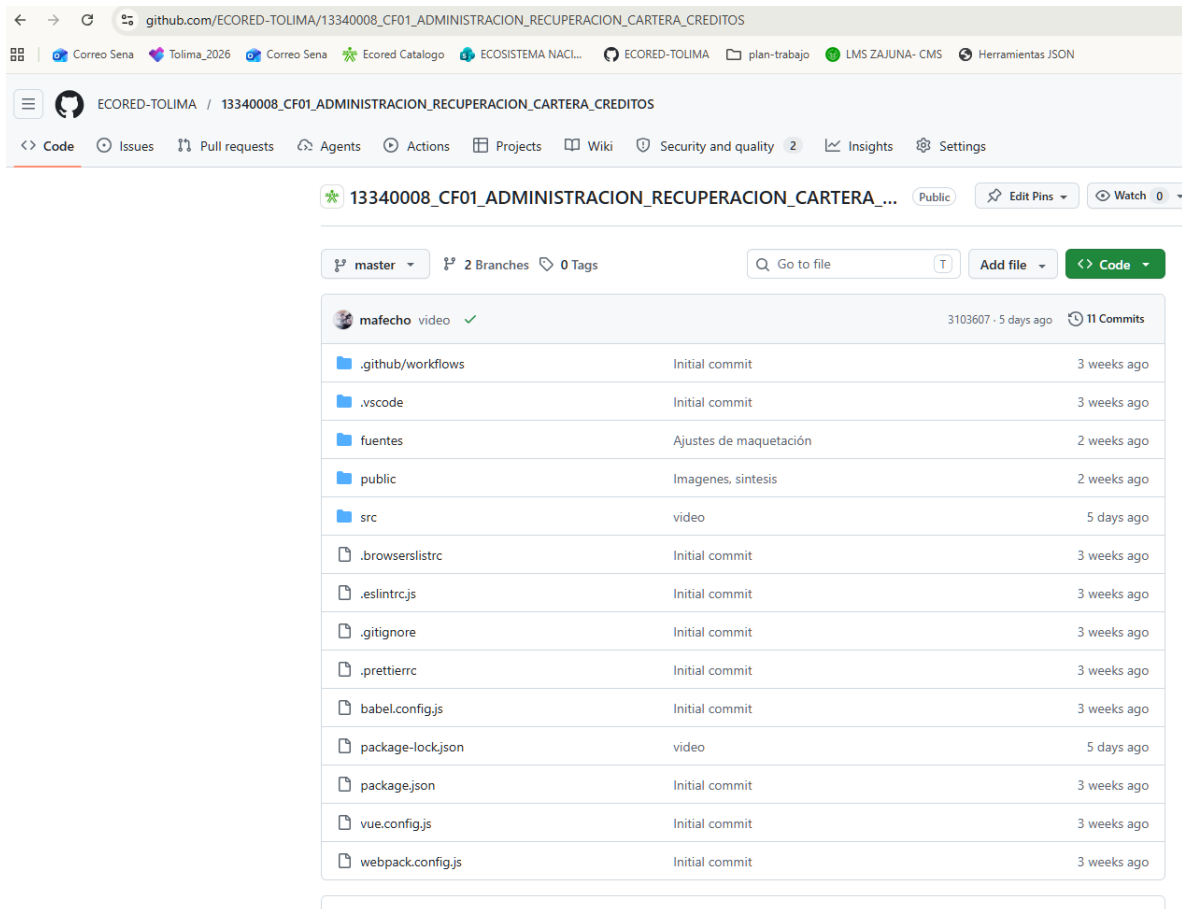 github.com/ECORED-TOLIMA/13340008_CF01_ADMINISTRACIÓN_RECUPERACION_CARTERA_CREDITOS
Correo Sena Tolima_2026 Correo Sena Ecored Catalogo ECOSISTEMA NACI... ECORED-TOLIMA plan-trabajo LMS ZAJUNA- CMS Herramientas JSON
ECORED-TOLIMA / 13340008_CF01_ADMINISTRACION_RECUPERACION_CARTERA_CREDITOS
<> Code Issues Pull requests Agents Actions Projects Wiki Security and quality 2 Insights Settings
13340008_CF01_ADMINISTRACION_RECUPERACION_CARTERA_... Public Edit Pins Watch 0
master 2 Branches 0 Tags Go to file T Add file <> Code
mafecho video 3103607 · 5 days ago 11 Commits
.github/workflows Initial commit 3 weeks ago
.vscode Initial commit 3 weeks ago
fuentes Ajustes de maquetación 2 weeks ago
public Imagenes, sintesis 2 weeks ago
src video 5 days ago
.browserslistrc Initial commit 3 weeks ago
.eslintrc.js Initial commit 3 weeks ago
.gitignore Initial commit 3 weeks ago
.prettierrc Initial commit 3 weeks ago
babel.config.js Initial commit 3 weeks ago
package-lock.json video 5 days ago
package.json Initial commit 3 weeks ago
vue.config.js Initial commit 3 weeks ago
webpack.config.js Initial commit 3 weeks ago